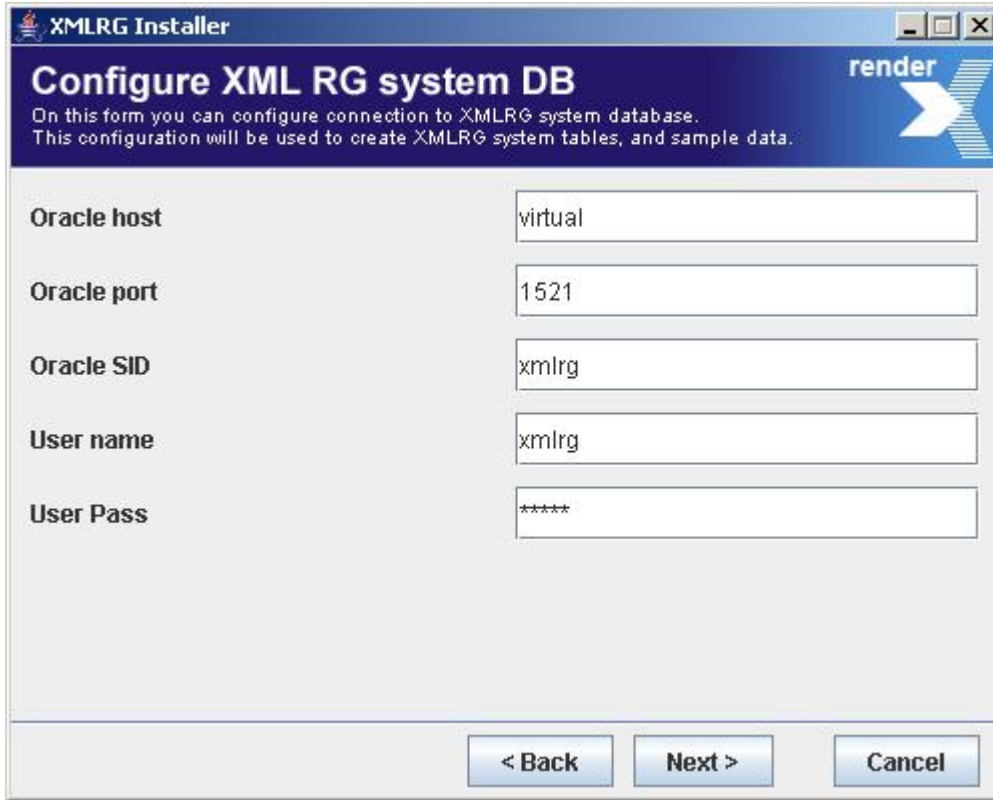 XMLRG Installer
Configure XML RG system DB
On this form you can configure connection to XMLRG system database.
This configuration will be used to create XMLRG system tables, and sample data.
render X
Oracle host
virtual
Oracle port
1521
Oracle SID
xmlrg
User name
xmlrg
User Pass
*****
< Back
Next >
Cancel